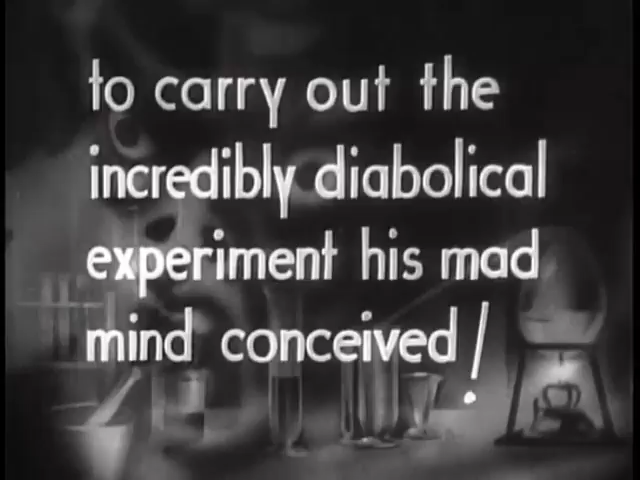 to carry out the
incredibly diabolical
experiment his mad
mind conceived!